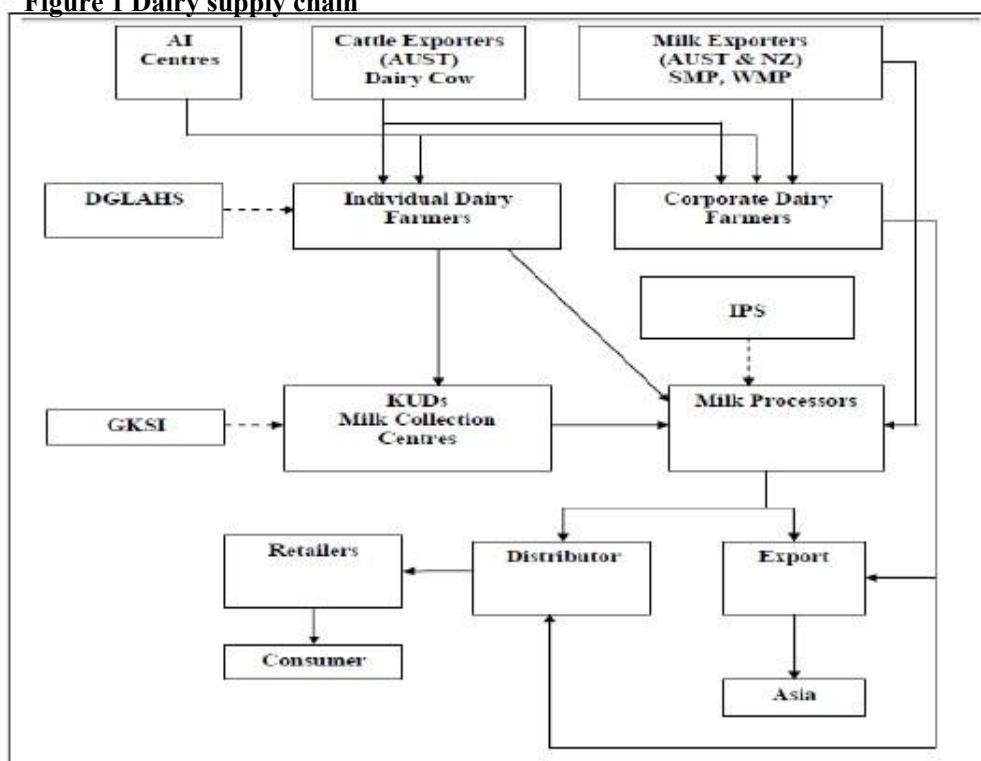 Figure 1 Dairy supply chain
AI
Centres
Cattle Exporters
(AUST)
Dairy Cow
Milk Exporters
(AUST & NZ)
SMP, WMP
DGLAHS
Individual Dairy
Farmers
Corporate Dairy
Farmers
IPS
GKSI
KUDs
Milk Collection
Centres
Milk Processors
Retailers
Distributor
Export
Consumer
Asia